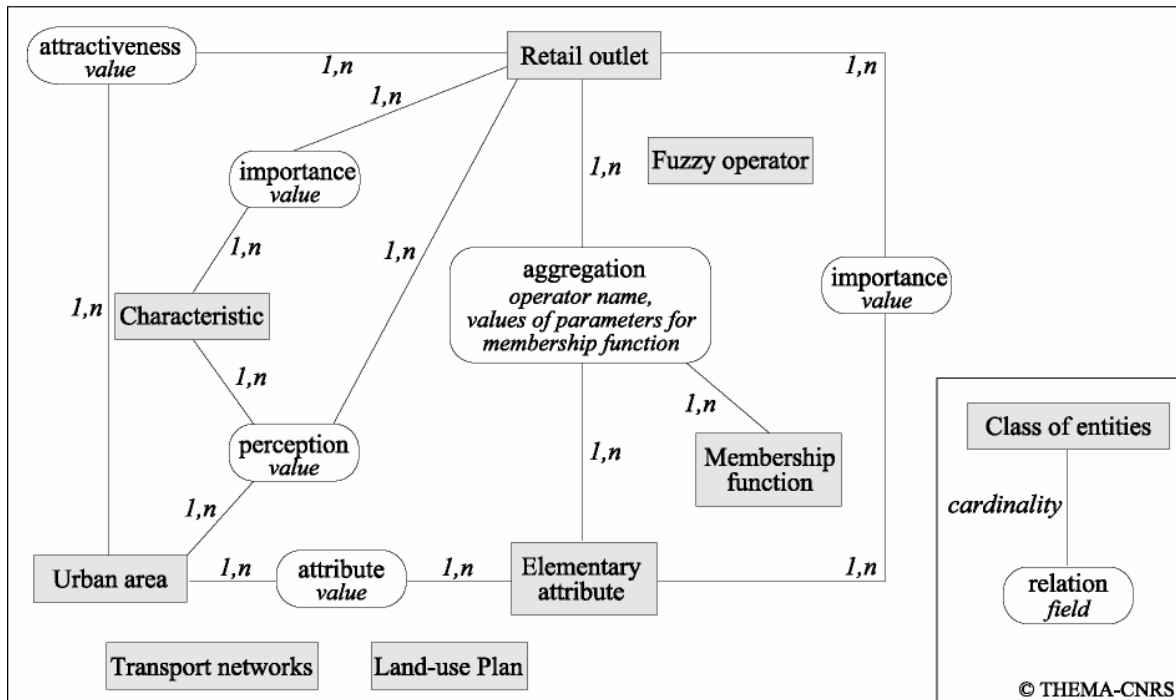 attractiveness
value
1,n
Retail outlet
1,n
1,n
importance
value
1,n
Fuzzy operator
1,n
1,n
aggregation
operator name,
values of parameters for
membership function
importance
value
1,n
Characteristic
1,n
1,n
Membership
function
1,n
perception
value
1,n
1,n
Urban area
1,n
attribute
value
1,n
Elementary
attribute
1,n
Transport networks
Land-use Plan
Class of entities
cardinality
relation
field
© THEMA-CNRS